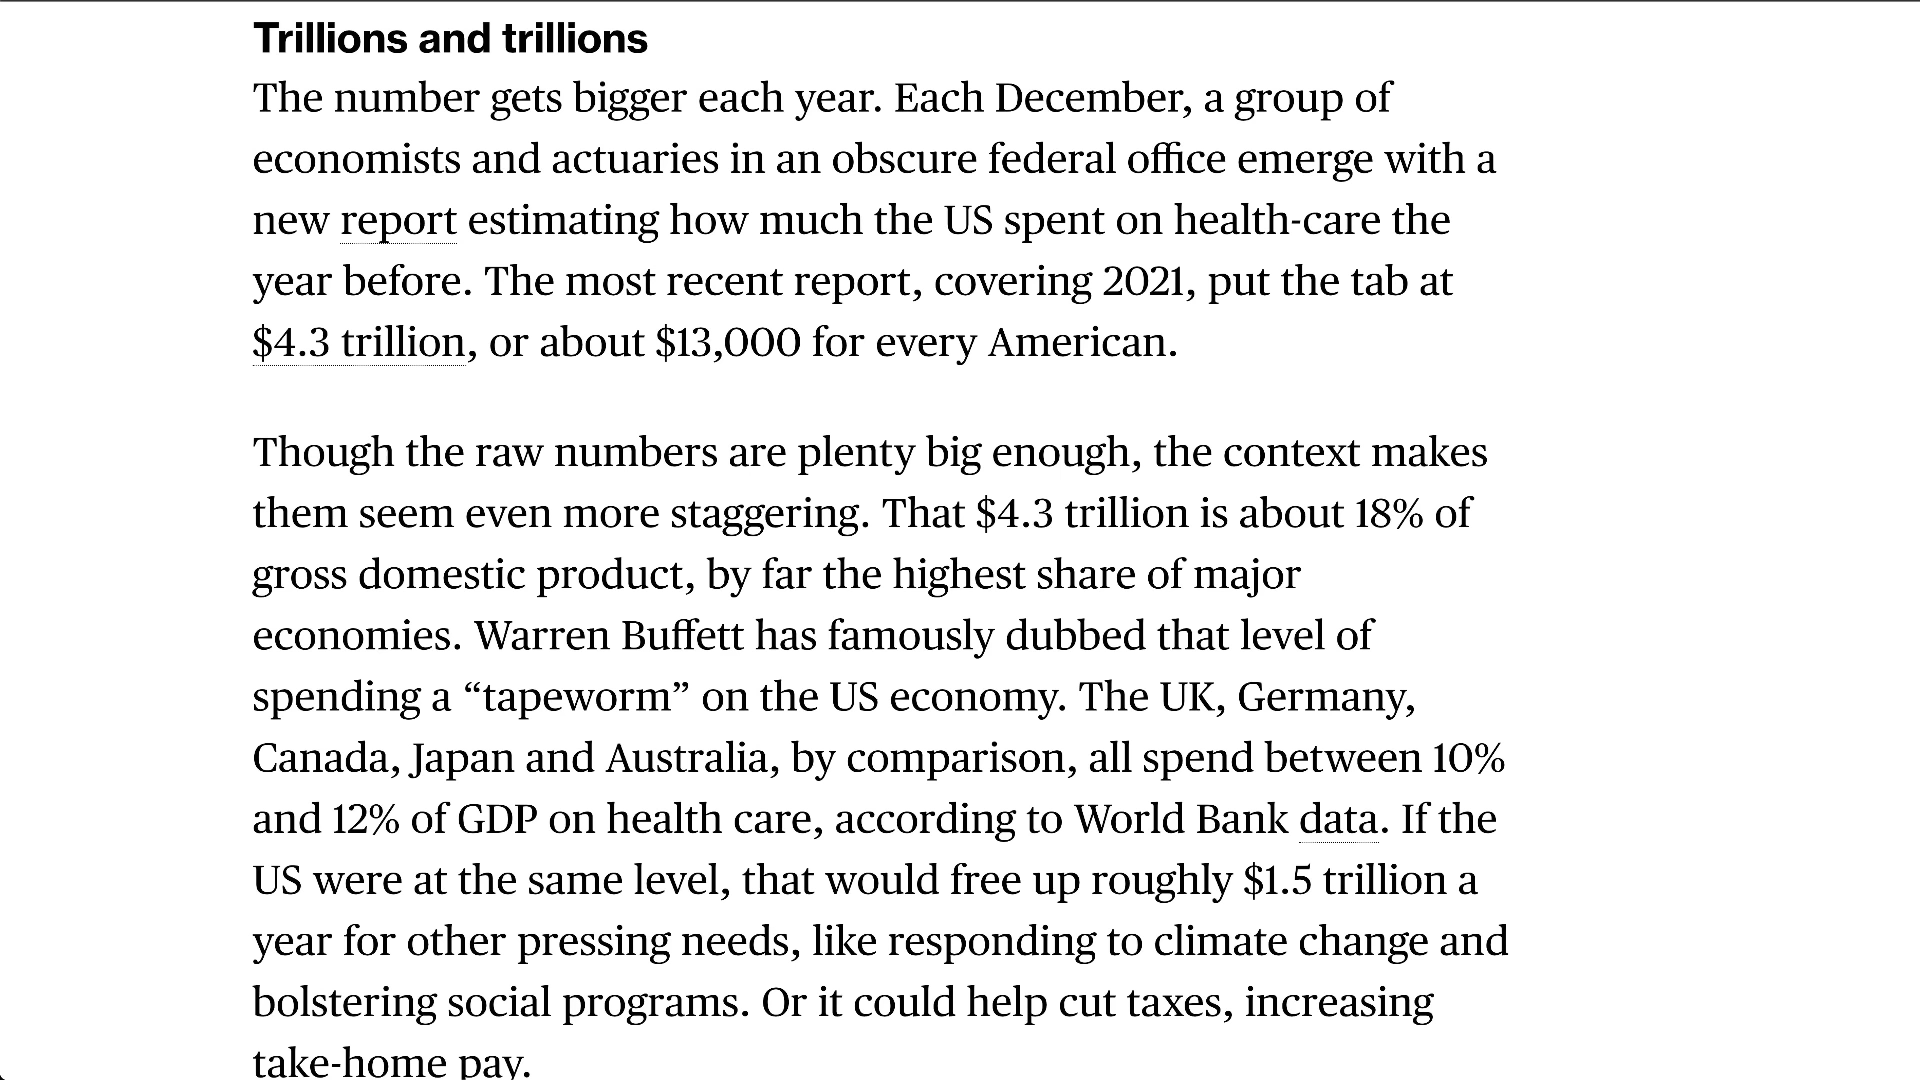 Trillions and trillions
The number gets bigger each year. Each December, a group of
economists and actuaries in an obscure federal office emerge with a
new report estimating how much the US spent on health-care the
year before. The most recent report, covering 2021, put the tab at
$4.3 trillion, or about $13,000 for every American.
Though the raw numbers are plenty big enough, the context makes
them seem even more staggering. That $4.3 trillion is about 18% of
gross domestic product, by far the highest share of major
economies. Warren Buffett has famously dubbed that level of
spending a “tapeworm” on the US economy. The UK, Germany,
Canada, Japan and Australia, by comparison, all spend between 10%
and 12% of GDP on health care, according to World Bank data. If the
US were at the same level, that would free up roughly $1.5 trillion a
year for other pressing needs, like responding to climate change and
bolstering social programs. Or it could help cut taxes, increasing
take-home pay.